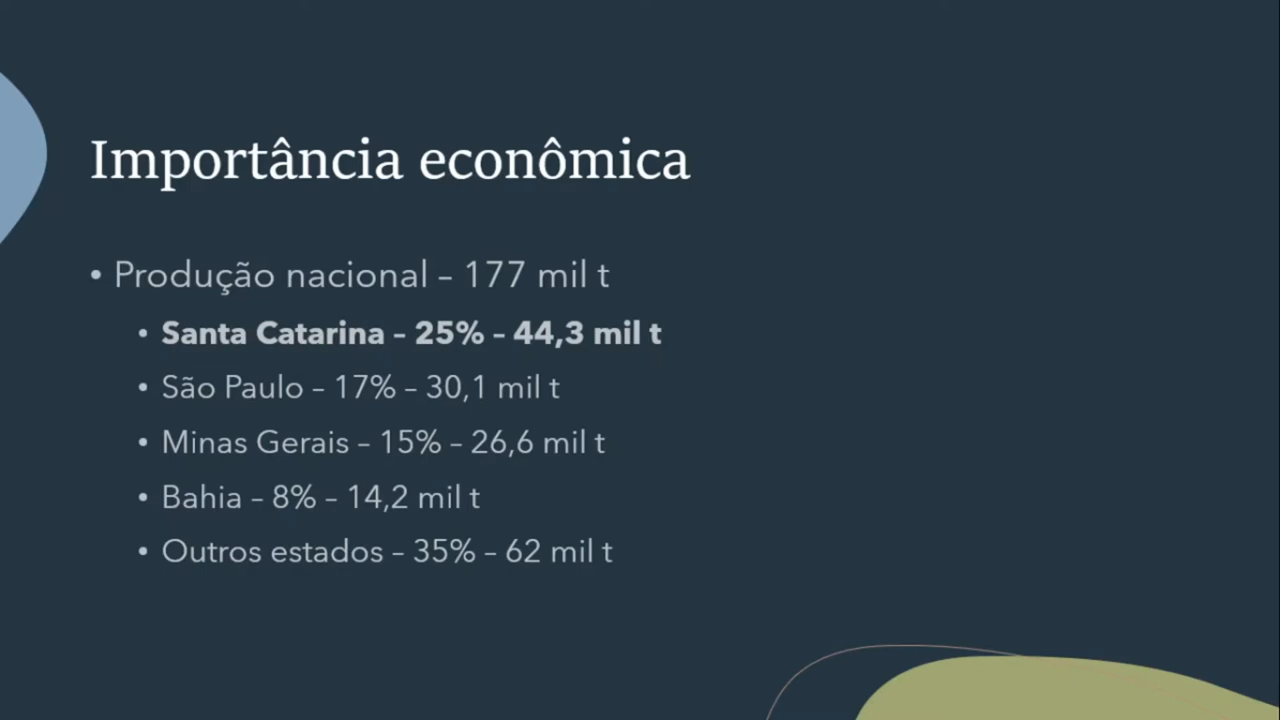 Importância econômica
• Produção nacional – 177 mil t
• Santa Catarina – 25% – 44,3 mil t
• São Paulo – 17% – 30,1 mil t
• Minas Gerais – 15% – 26,6 mil t
• Bahia – 8% – 14,2 mil t
• Outros estados – 35% – 62 mil t